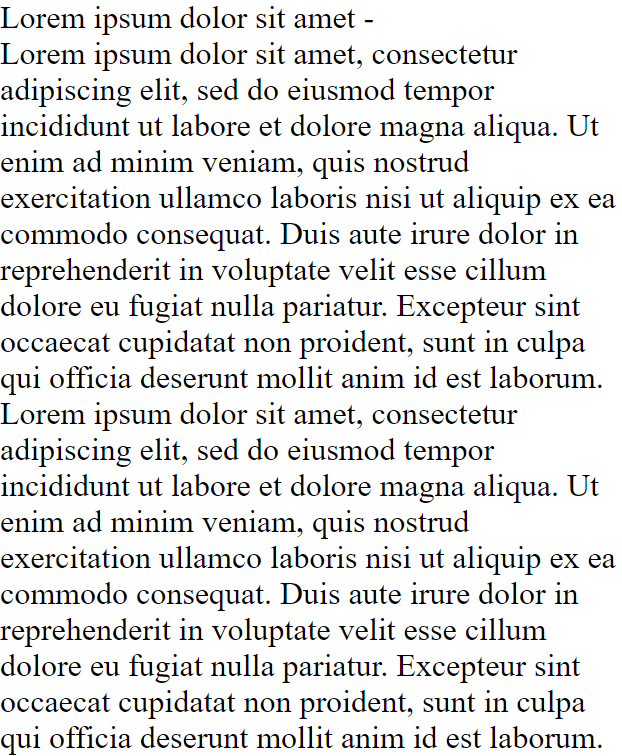 Lorem ipsum dolor sit amet -
Lorem ipsum dolor sit amet, consectetur
adipiscing elit, sed do eiusmod tempor
incididunt ut labore et dolore magna aliqua. Ut
enim ad minim veniam, quis nostrud
exercitation ullamco laboris nisi ut aliquip ex ea
commodo consequat. Duis aute irure dolor in
reprehenderit in voluptate velit esse cillum
dolore eu fugiat nulla pariatur. Excepteur sint
occaecat cupidatat non proident, sunt in culpa
qui officia deserunt mollit anim id est laborum.
Lorem ipsum dolor sit amet, consectetur
adipiscing elit, sed do eiusmod tempor
incididunt ut labore et dolore magna aliqua. Ut
enim ad minim veniam, quis nostrud
exercitation ullamco laboris nisi ut aliquip ex ea
commodo consequat. Duis aute irure dolor in
reprehenderit in voluptate velit esse cillum
dolore eu fugiat nulla pariatur. Excepteur sint
occaecat cupidatat non proident, sunt in culpa
qui officia deserunt mollit anim id est laborum.